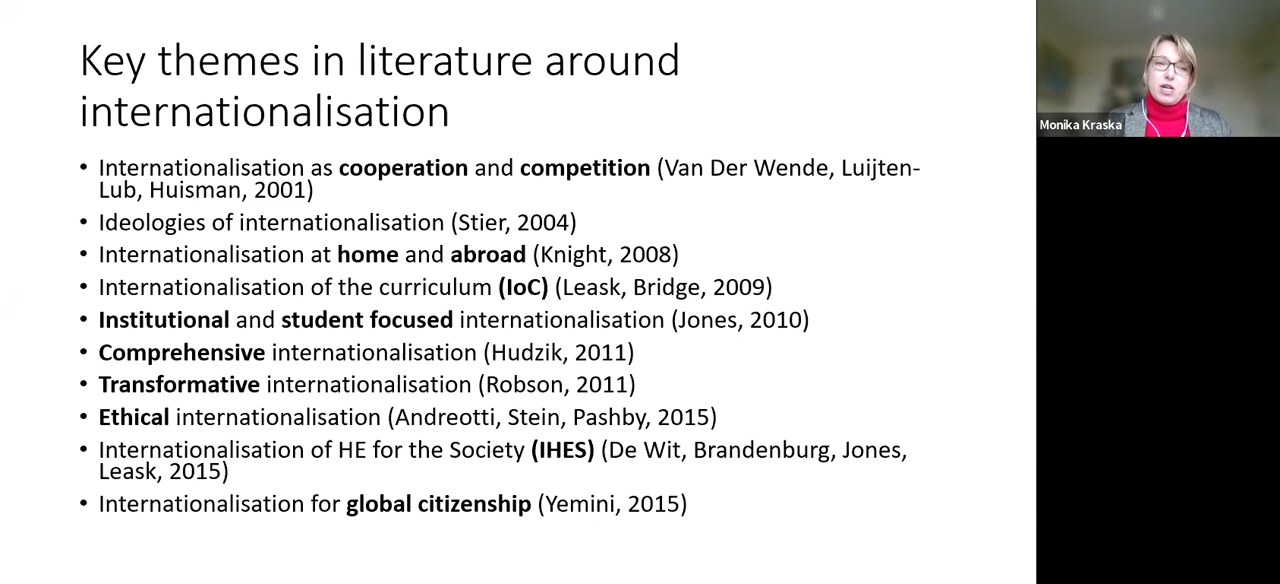 Key themes in literature around
internationalisation
• Internationalisation as cooperation and competition (Van Der Wende, Luijten-
Lub, Huisman, 2001)
• Ideologies of internationalisation (Stier, 2004)
• Internationalisation at home and abroad (Knight, 2008)
• Internationalisation of the curriculum (IoC) (Leask, Bridge, 2009)
• Institutional and student focused internationalisation (Jones, 2010)
• Comprehensive internationalisation (Hudzik, 2011)
• Transformative internationalisation (Robson, 2011)
• Ethical internationalisation (Andreotti, Stein, Pashby, 2015)
• Internationalisation of HE for the Society (IHES) (De Wit, Brandenburg, Jones,
Leask, 2015)
• Internationalisation for global citizenship (Yemini, 2015)
Monika Kraska